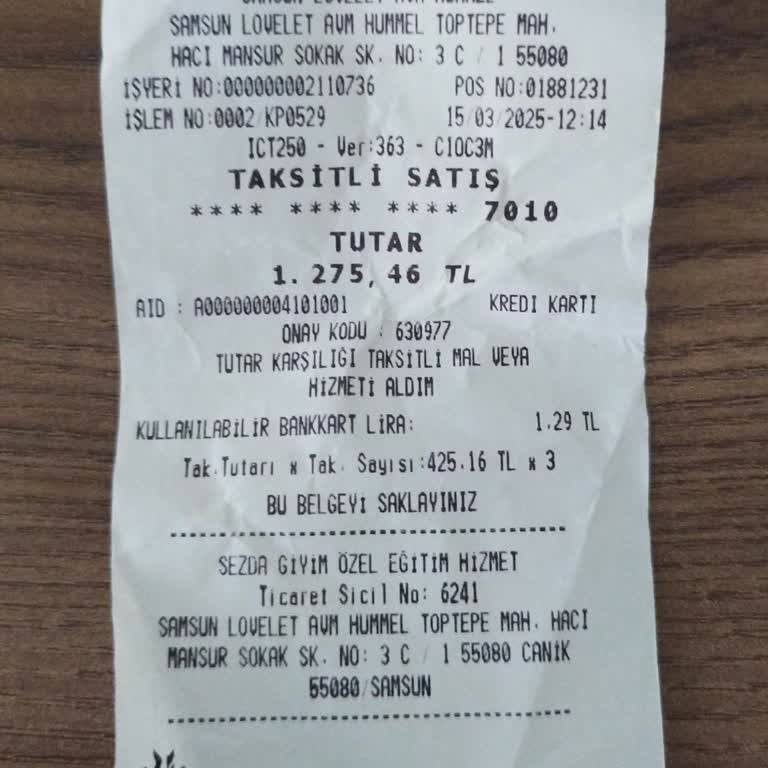 SAMSUN LOVELET AVM HUMMEL TOPTEPE MAH.
HACI MANSUR SOKAK SK. NO: 3 C / 1 55080
İŞYERİ NO:000000002110736 POS NO:01881231
İŞLEM NO:0002/KP0529 15/03/2025-12:14
ICT250 - Ver:363 - C10C3M
TAKSİTLİ SATIŞ
**** **** **** 7010
TUTAR
1.275,46 TL
AID : A000000004101001 KREDI KARTI
ONAY KODU : 630977
TUTAR KARŞILIĞI TAKSİTLİ MAL VEYA
HİZMETİ ALDIM
KULLANILABİLİR BANKKART LİRA: 1.29 TL
Tak.Tutarı x Tak. Sayısı:425.16 TL x 3
BU BELGEYİ SAKLAYINIZ
SEZDA GİYİM ÖZEL EĞİTİM HİZMET
Ticaret Sicil No: 6241
SAMSUN LOVELET AVM HUMMEL TOPTEPE MAH. HACI
MANSUR SOKAK SK. NO: 3 C / 1 55080 CANİK
55080/SAMSUN